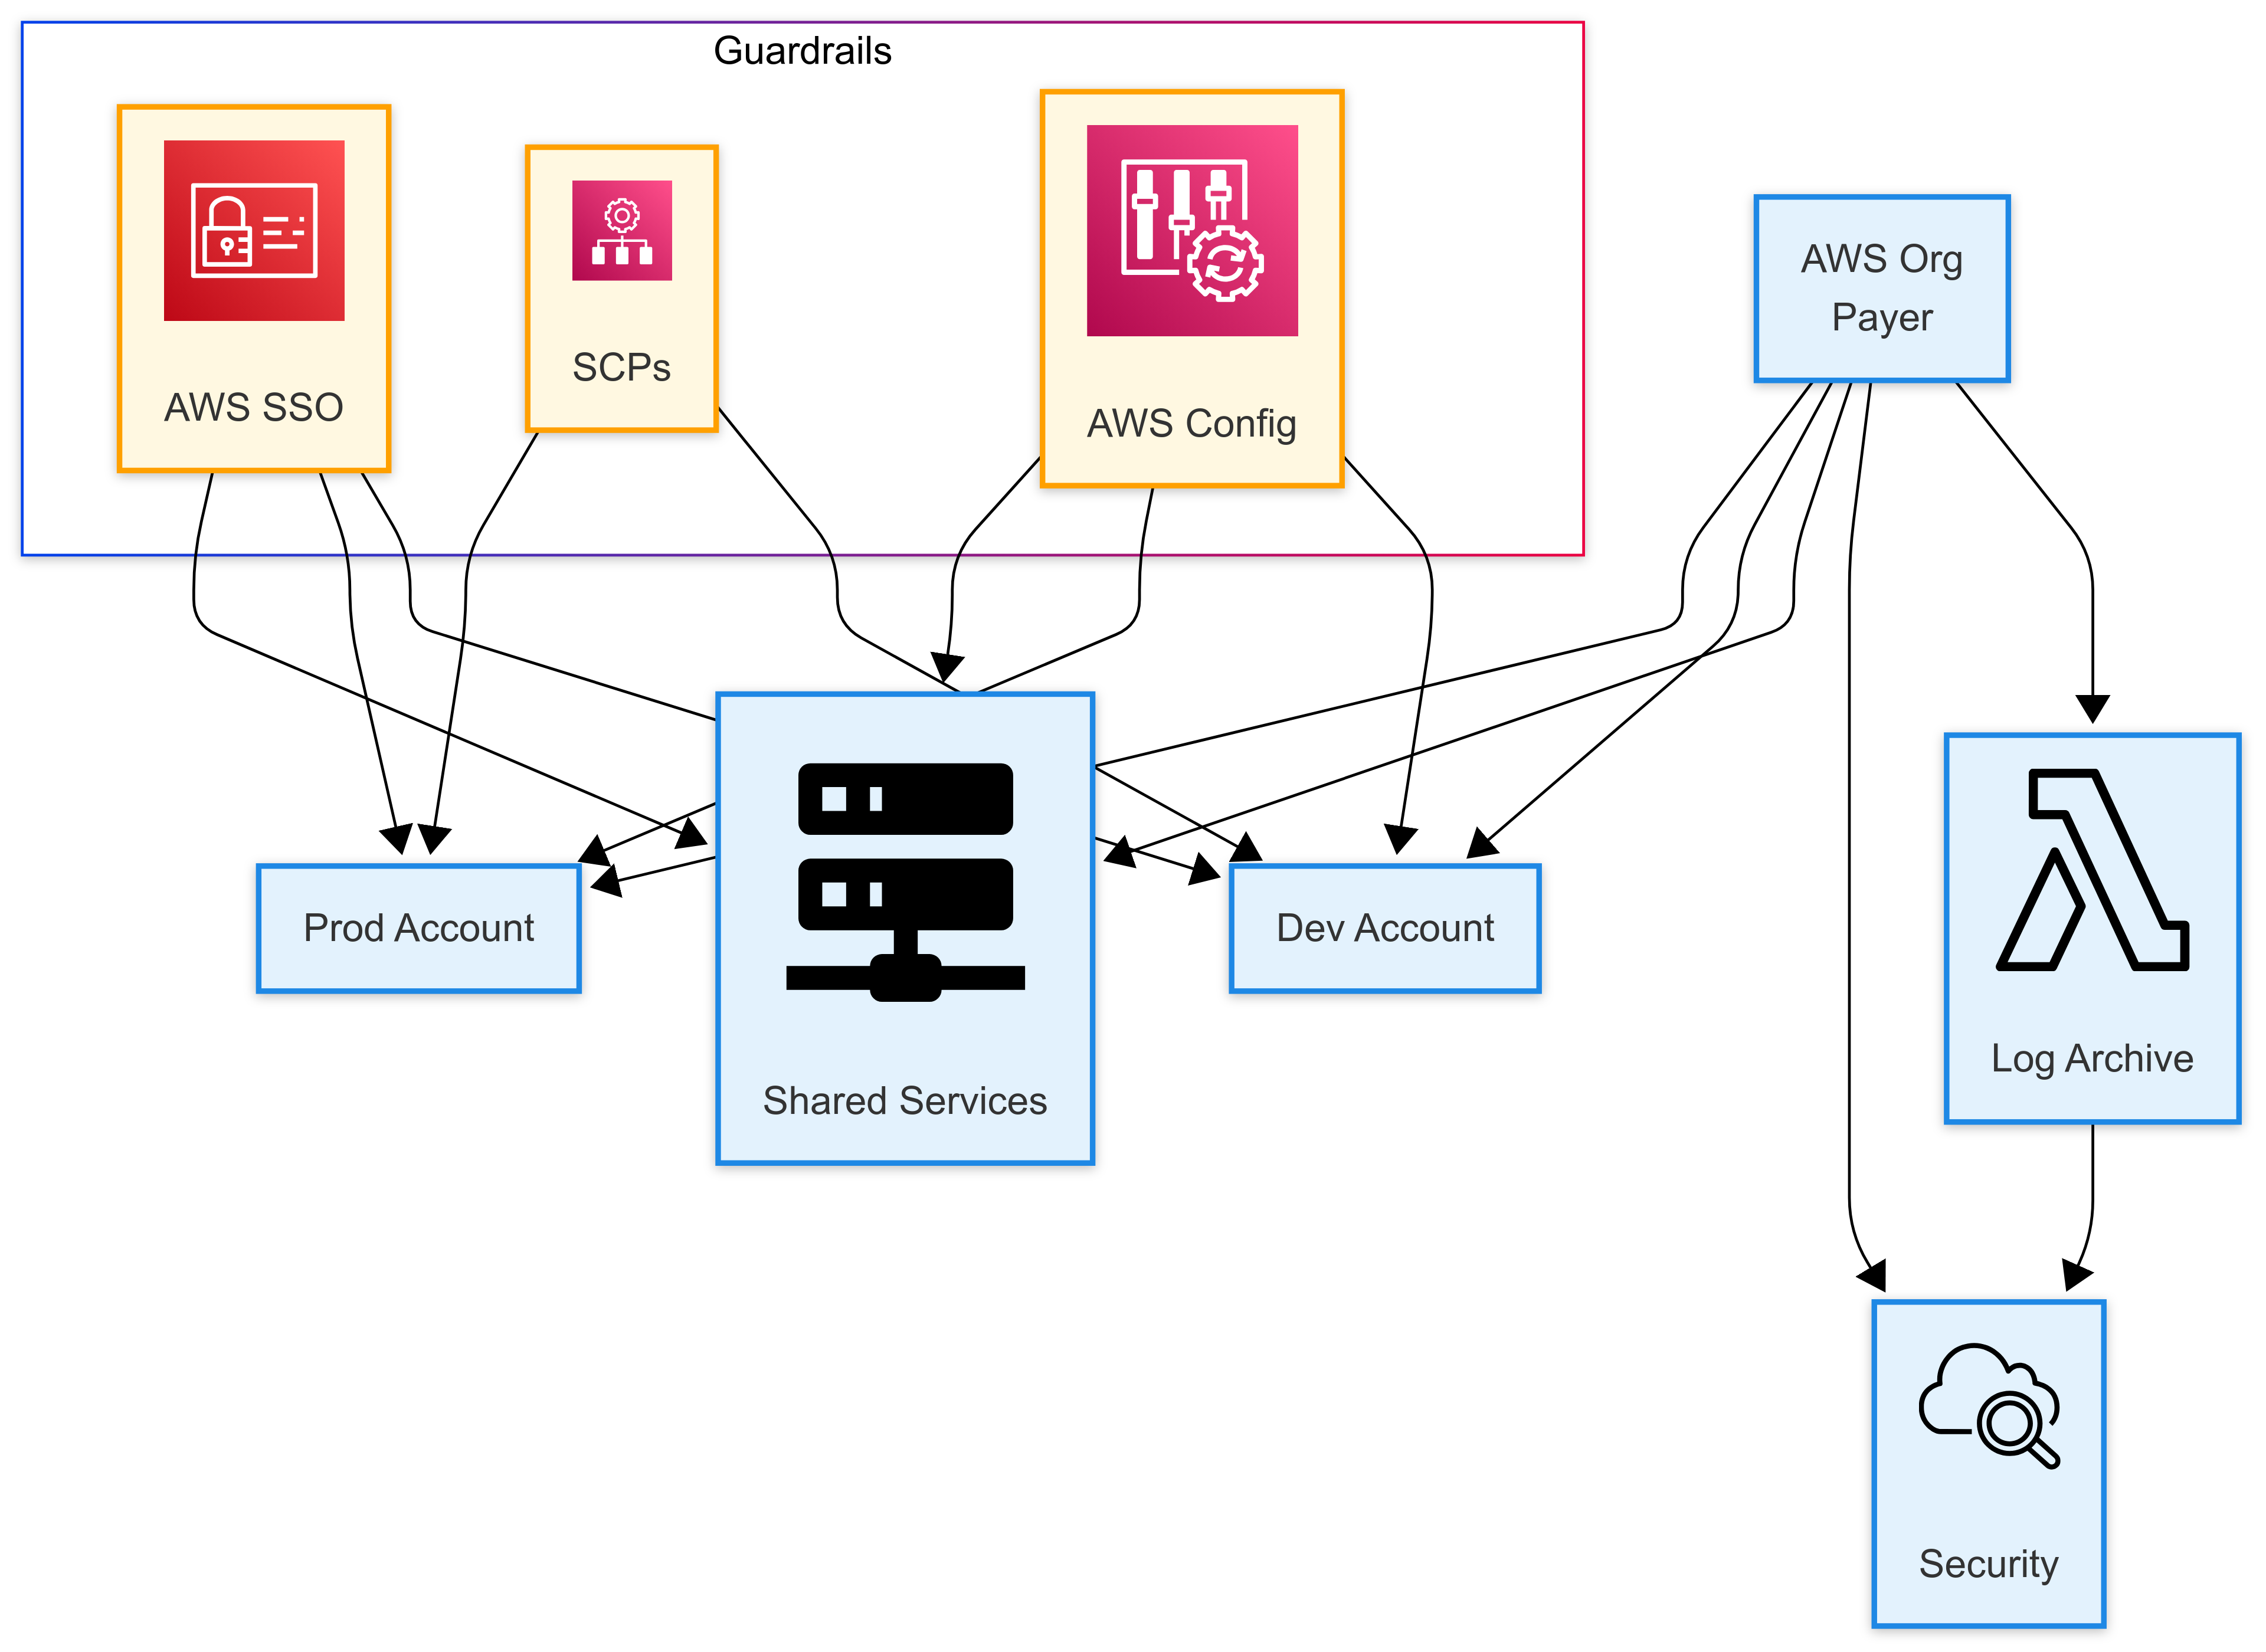 Guardrails
AWS SSO
SCPs
AWS Config
AWS Org
Payer
Prod Account
Shared Services
Dev Account
Log Archive
Security